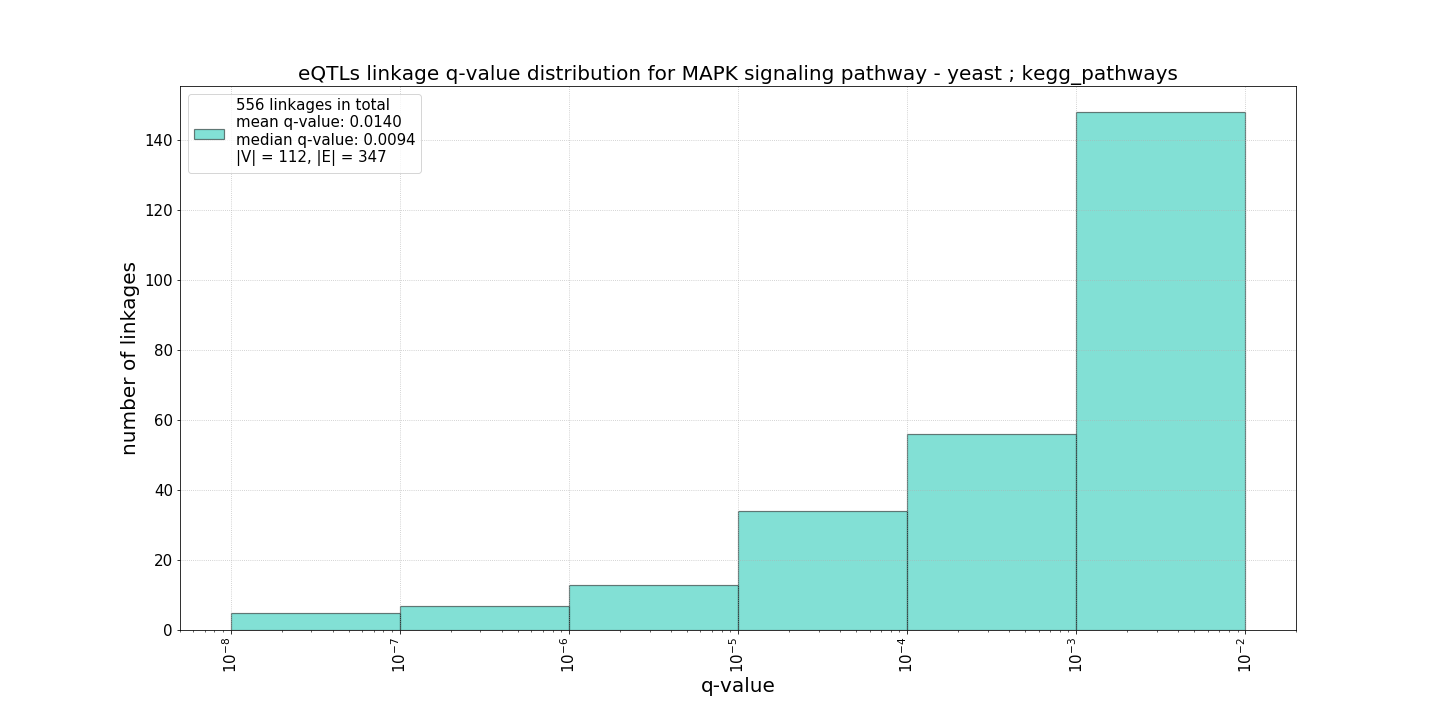 eQTLs linkage q-value distribution for MAPK signaling pathway - yeast ; kegg_pathways
556 linkages in total
mean q-value: 0.0140
median q-value: 0.0094
|V| = 112, |E| = 347
number of linkages
140
120
100
80
60
40
20
0
10⁻⁸
10⁻⁷
10⁻⁶
10⁻⁵
10⁻⁴
10⁻³
10⁻²
q-value